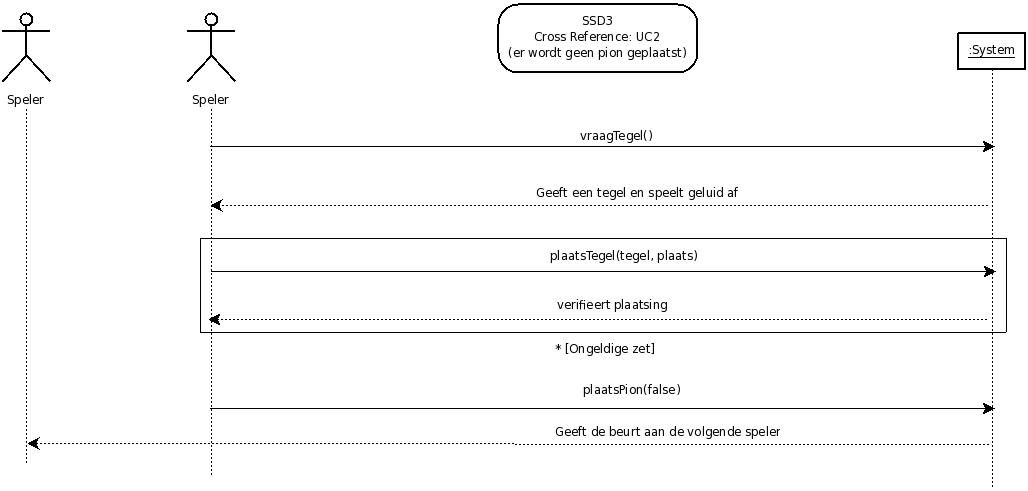 SSD3
Cross Reference: UC2
(er wordt geen pion geplaatst)
:System
Speler
Speler
vraagTegel()
Geeft een tegel en speelt geluid af
plaatsTegel(tegel, plaats)
verifieert plaatsing
* [Ongeldige zet]
plaatsPion(false)
Geeft de beurt aan de volgende speler